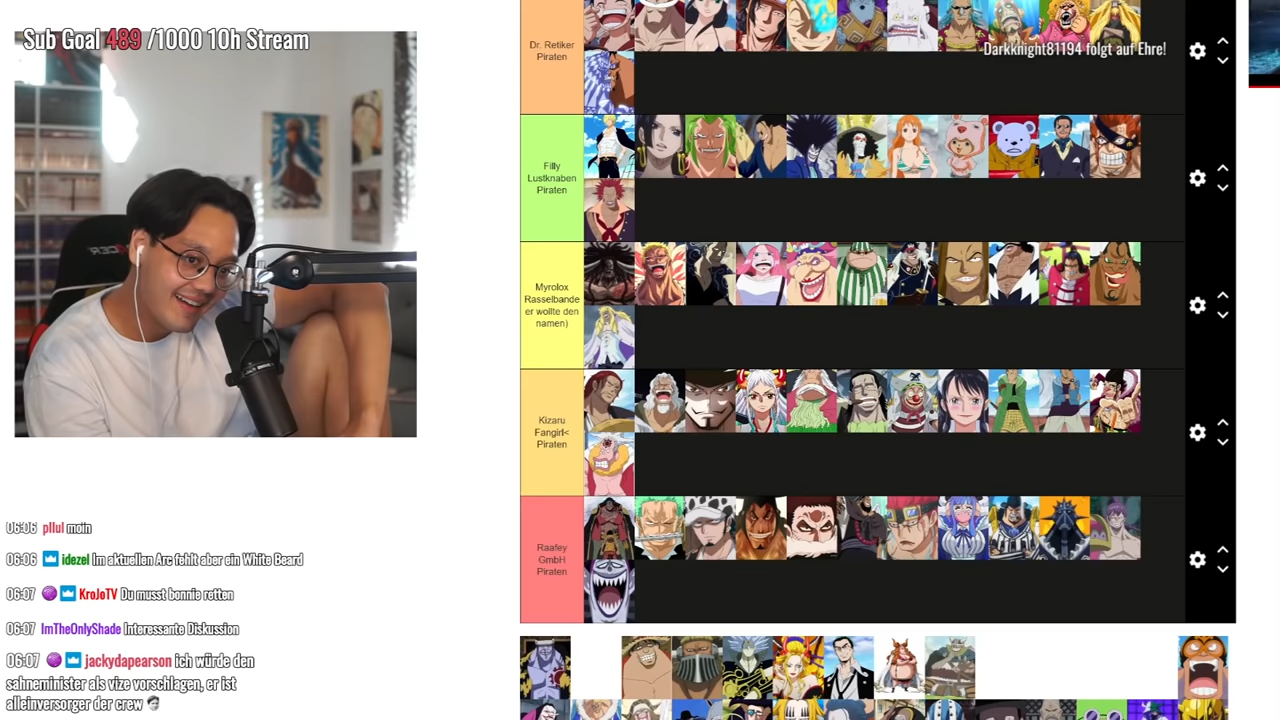 Sub Goal 489 /1000 10h Stream
Darkknight81194 folgt auf Ehre!
Dr. Retiker
Piraten
Filly
Lustknaben
Piraten
Myrolox
Rasselbande
er wollte den
namen)
Kizaru
Fangirl<
Piraten
Raafey
GmbH
Piraten
06:06 pllul moin
06:06 idezel Im aktuellen Arc fehlt aber ein White Beard
06:07 KroJoTV Du musst bonnie retten
06:07 ImTheOnlyShade Interessante Diskussion
06:07 jackydapearson ich würde den
sahneminister als vize vorschlagen, er ist
alleinversorger der crew